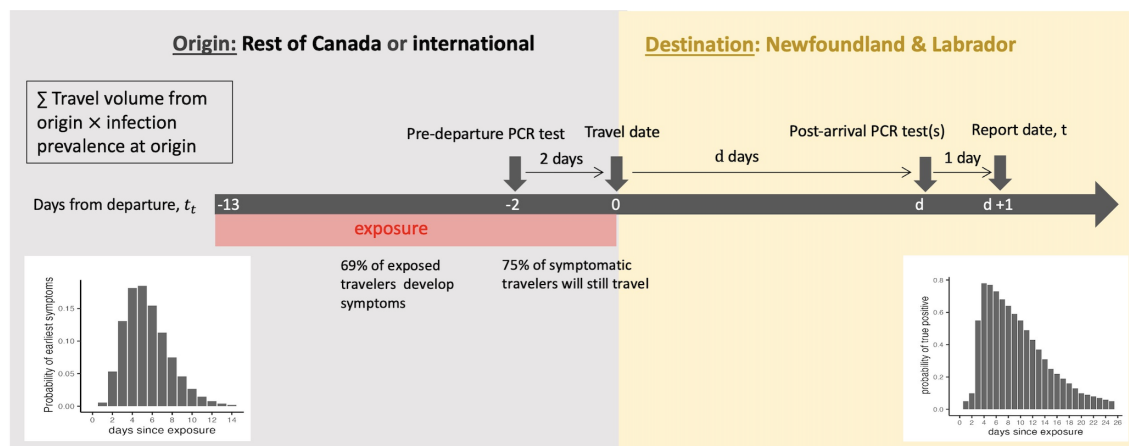 Origin: Rest of Canada or international
Destination: Newfoundland & Labrador
∑ Travel volume from
origin × infection
prevalence at origin
Pre-departure PCR test
Travel date
Post-arrival PCR test(s)
Report date, t
2 days
d days
1 day
Days from departure, tₜ
-13
-2
0
d
d +1
exposure
69% of exposed
travelers develop
symptoms
75% of symptomatic
travelers will still travel
Probability of earliest symptoms
0.15
0.10
0.05
0.00
0 2 4 6 8 10 12 14
days since exposure
probability of true positive
0.8
0.6
0.4
0.2
0.0
0 2 4 6 8 10 12 14 16 18 20 22 24 26
days since exposure